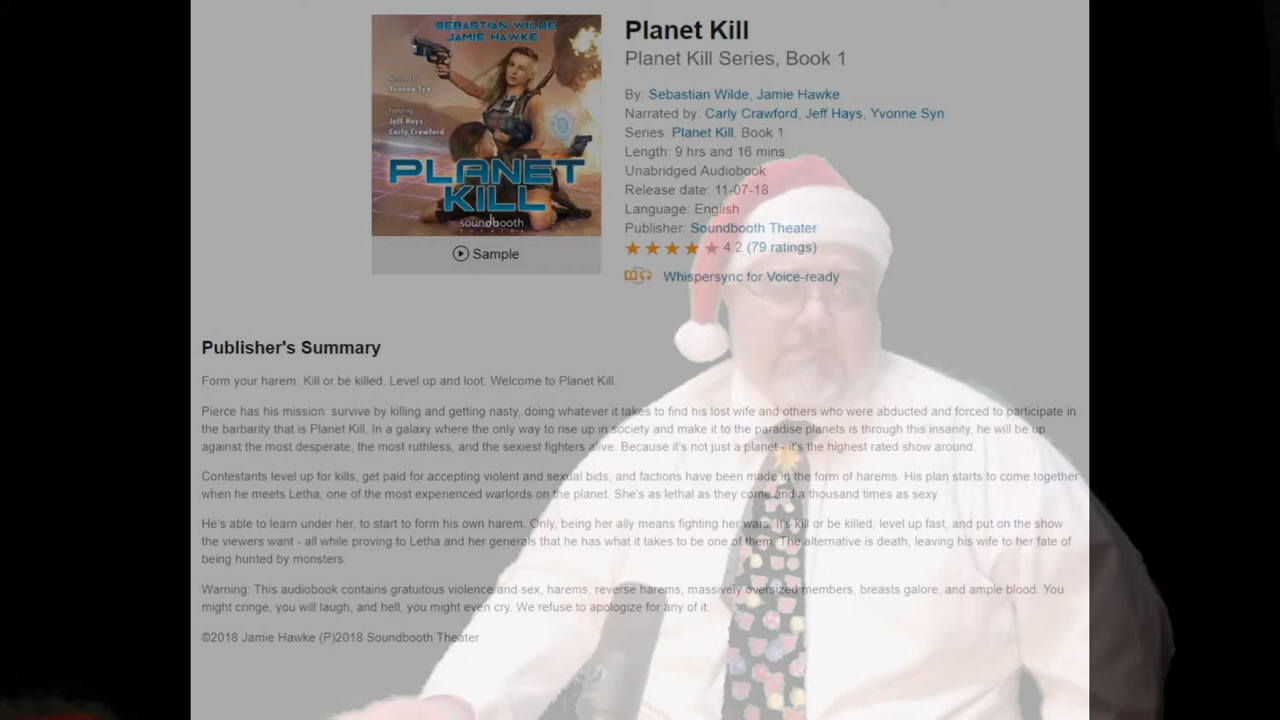 SEBASTIAN WILDE
JAMIE HAWKE
Narrated by
Yvonne Syn
Featuring
Jeff Hays
Carly Crawford
PLANET
KILL
soundbooth
THEATER
Sample
Planet Kill
Planet Kill Series, Book 1
By: Sebastian Wilde, Jamie Hawke
Narrated by: Carly Crawford, Jeff Hays, Yvonne Syn
Series: Planet Kill, Book 1
Length: 9 hrs and 16 mins
Unabridged Audiobook
Release date: 11-07-18
Language: English
Publisher: Soundbooth Theater
4.2 (79 ratings)
Whispersync for Voice-ready
Publisher's Summary
Form your harem. Kill or be killed. Level up and loot. Welcome to Planet Kill.
Pierce has his mission: survive by killing and getting nasty, doing whatever it takes to find his lost wife and others who were abducted and forced to participate in
the barbarity that is Planet Kill. In a galaxy where the only way to rise up in society and make it to the paradise planets is through this insanity, he will be up
against the most desperate, the most ruthless, and the sexiest fighters alive. Because it's not just a planet - it's the highest rated show around.
Contestants level up for kills, get paid for accepting violent and sexual bids, and factions have been made in the form of harems. His plan starts to come together
when he meets Letha, one of the most experienced warlords on the planet. She's as lethal as they come and a thousand times as sexy.
He's able to learn under her, to start to form his own harem. Only, being her ally means fighting her wars. It's kill or be killed, level up fast, and put on the show
the viewers want - all while proving to Letha and her generals that he has what it takes to be one of them. The alternative is death, leaving his wife to her fate of
being hunted by monsters.
Warning: This audiobook contains gratuitous violence and sex, harems, reverse harems, massively oversized members, breasts galore, and ample blood. You
might cringe, you will laugh, and hell, you might even cry. We refuse to apologize for any of it.
©2018 Jamie Hawke (P)2018 Soundbooth Theater